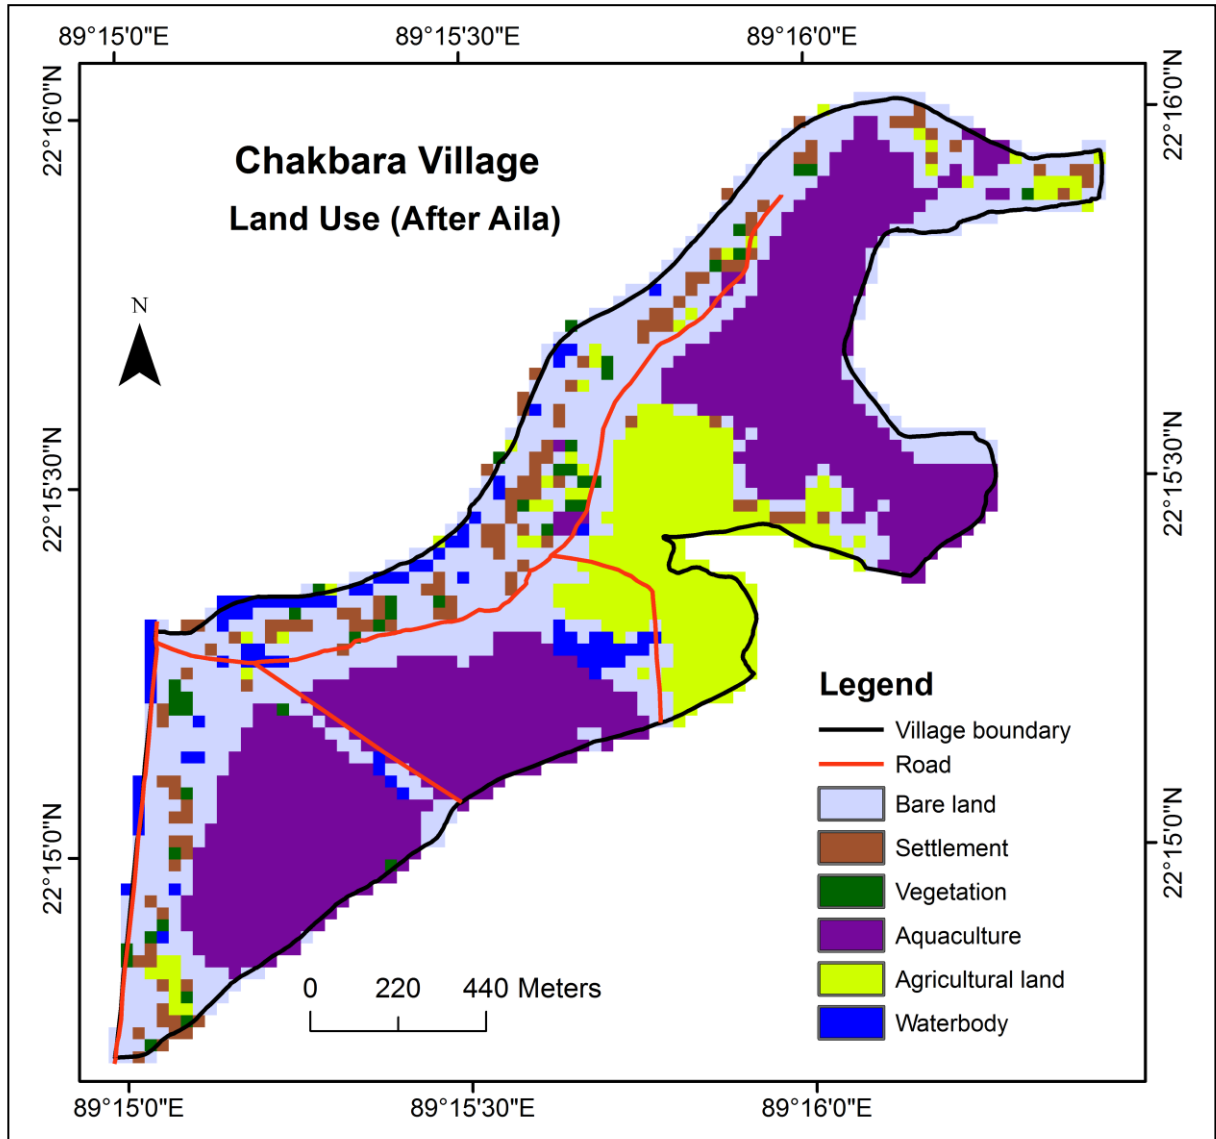 89°15'0"E 89°15'30"E 89°16'0"E
22°16'0"N
22°16'0"N
Chakbara Village
Land Use (After Aila)
N
22°15'30"N
22°15'30"N
Legend
Village boundary
Road
Bare land
Settlement
Vegetation
Aquaculture
Agricultural land
Waterbody
22°15'0"N
22°15'0"N
0 220 440 Meters
89°15'0"E 89°15'30"E 89°16'0"E